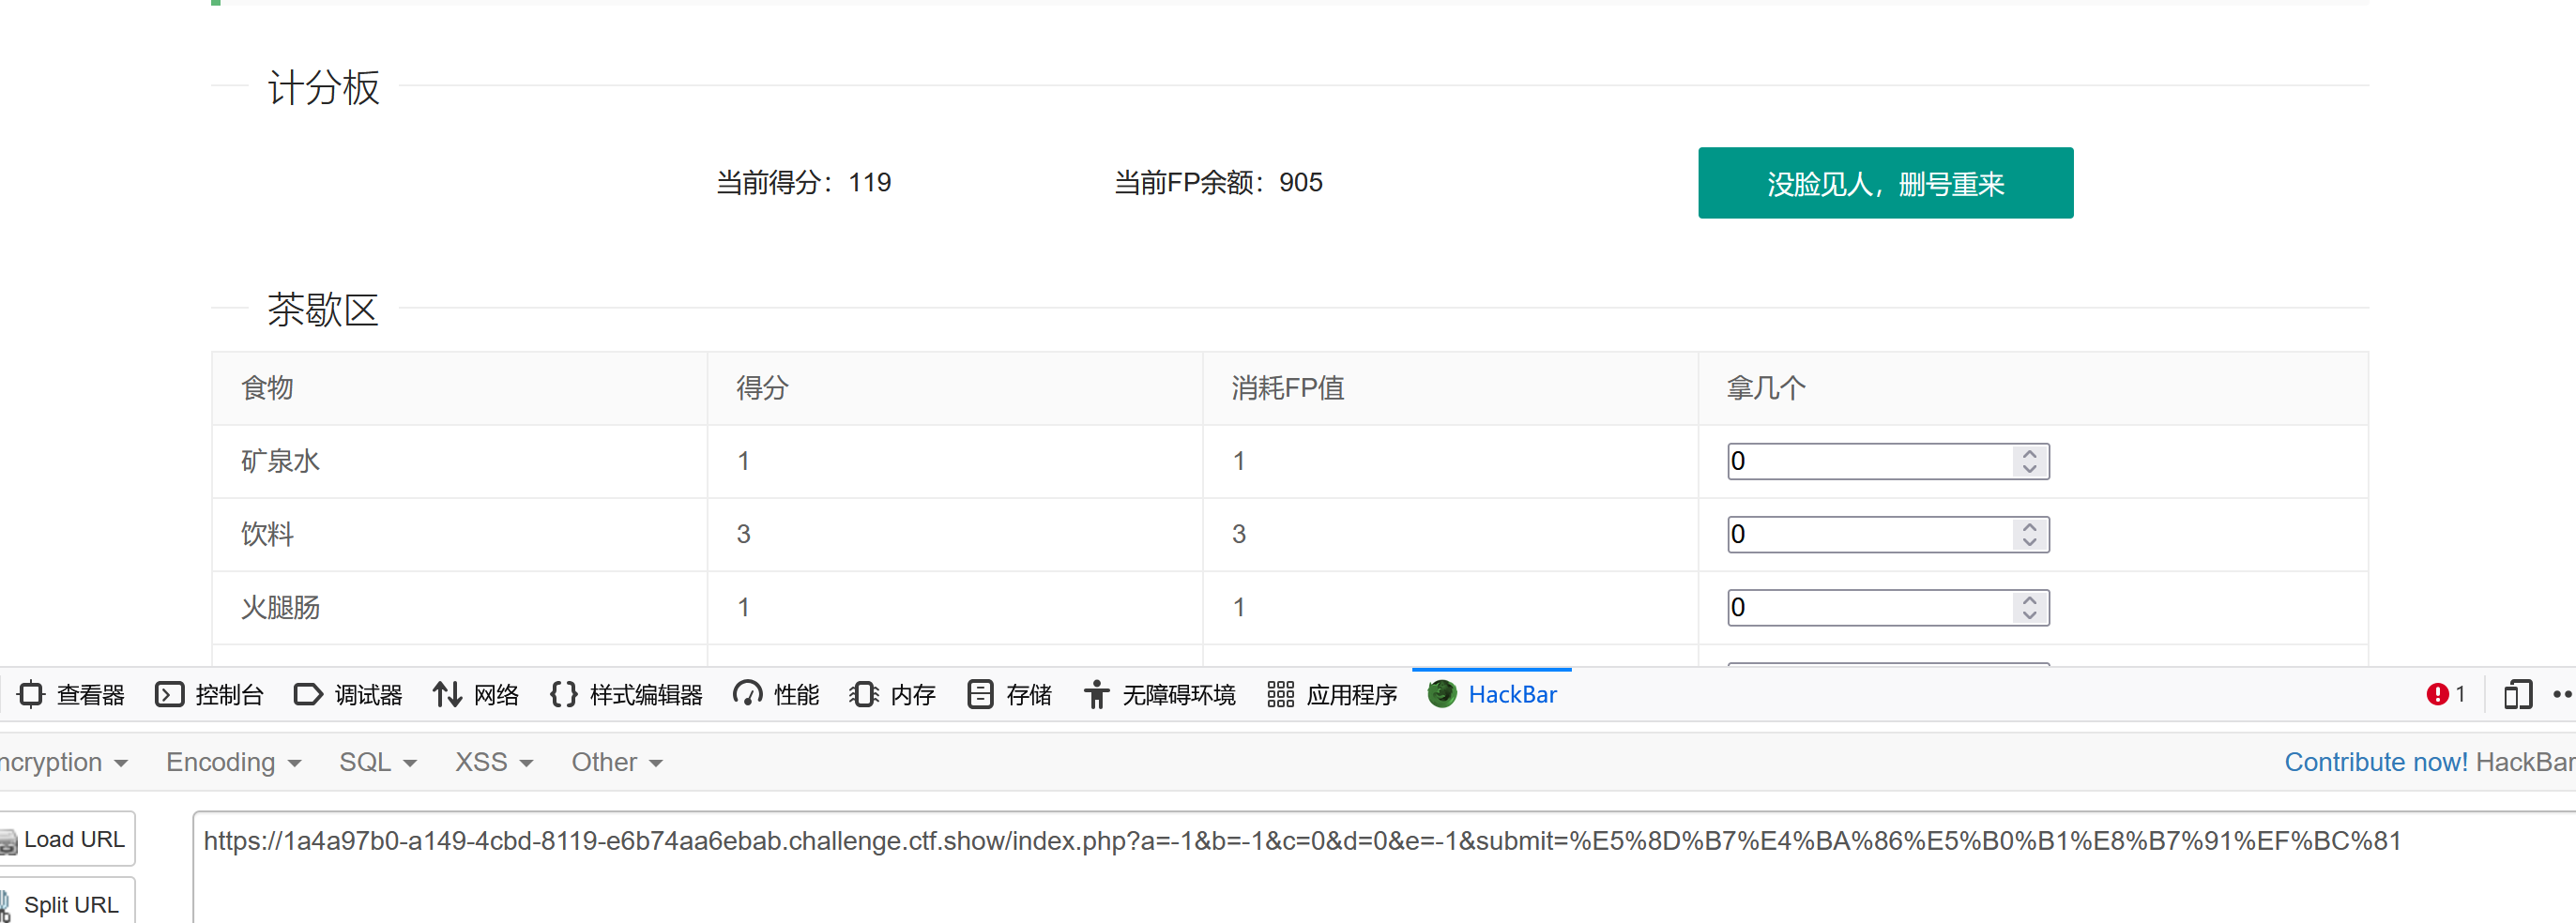 计分板
当前得分：119 当前FP余额：905 没脸见人，删号重来
茶歇区
食物 得分 消耗FP值 拿几个
矿泉水 1 1 0
饮料 3 3 0
火腿肠 1 1 0
查看器 控制台 调试器 网络 样式编辑器 性能 内存 存储 无障碍环境 应用程序 HackBar 1
ncryption Encoding SQL XSS Other Contribute now! HackBar
Load URL https://1a4a97b0-a149-4cbd-8119-e6b74aa6ebab.challenge.ctf.show/index.php?a=-1&b=-1&c=0&d=0&e=-1&submit=%E5%8D%B7%E4%BA%86%E5%B0%B1%E8%B7%91%EF%BC%81
Split URL